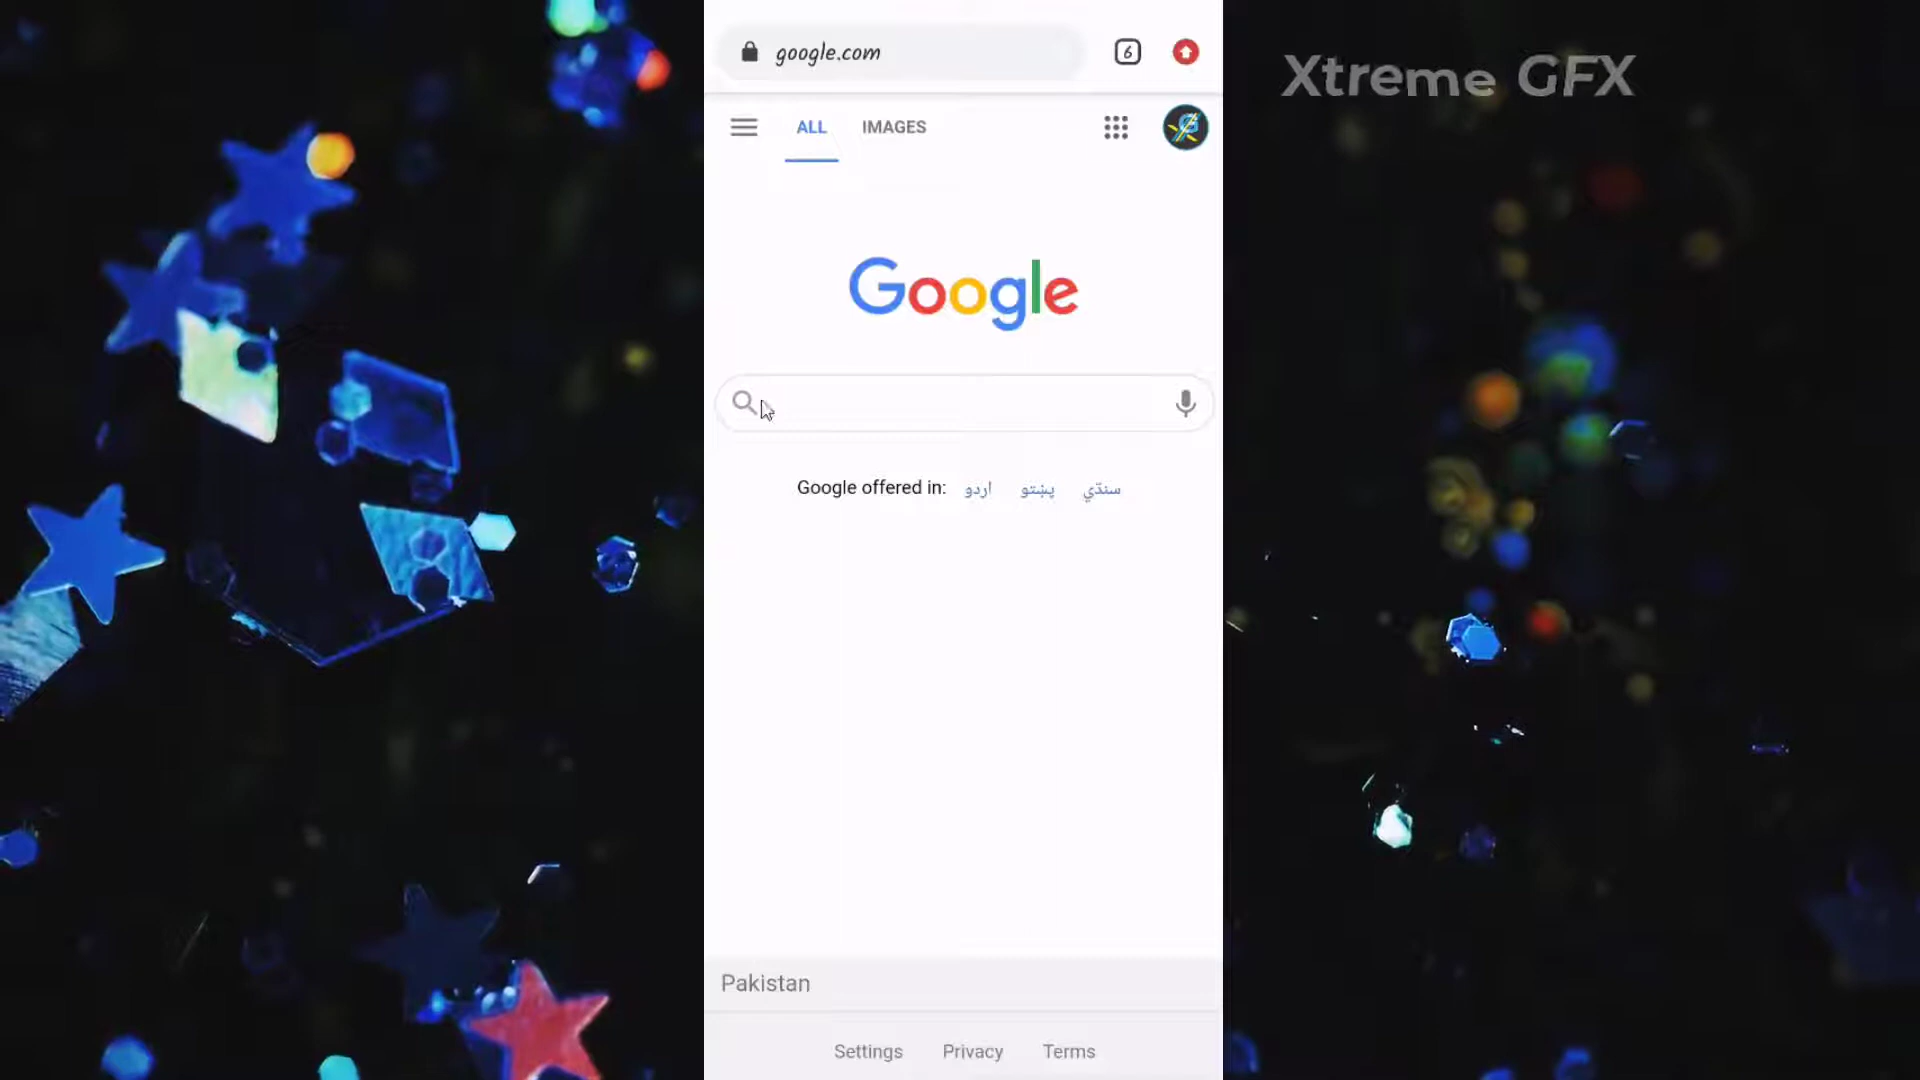 google.com
6
Xtreme GFX
ALL IMAGES
Google
Google offered in: اردو پښتو سنڌي
Pakistan
Settings Privacy Terms